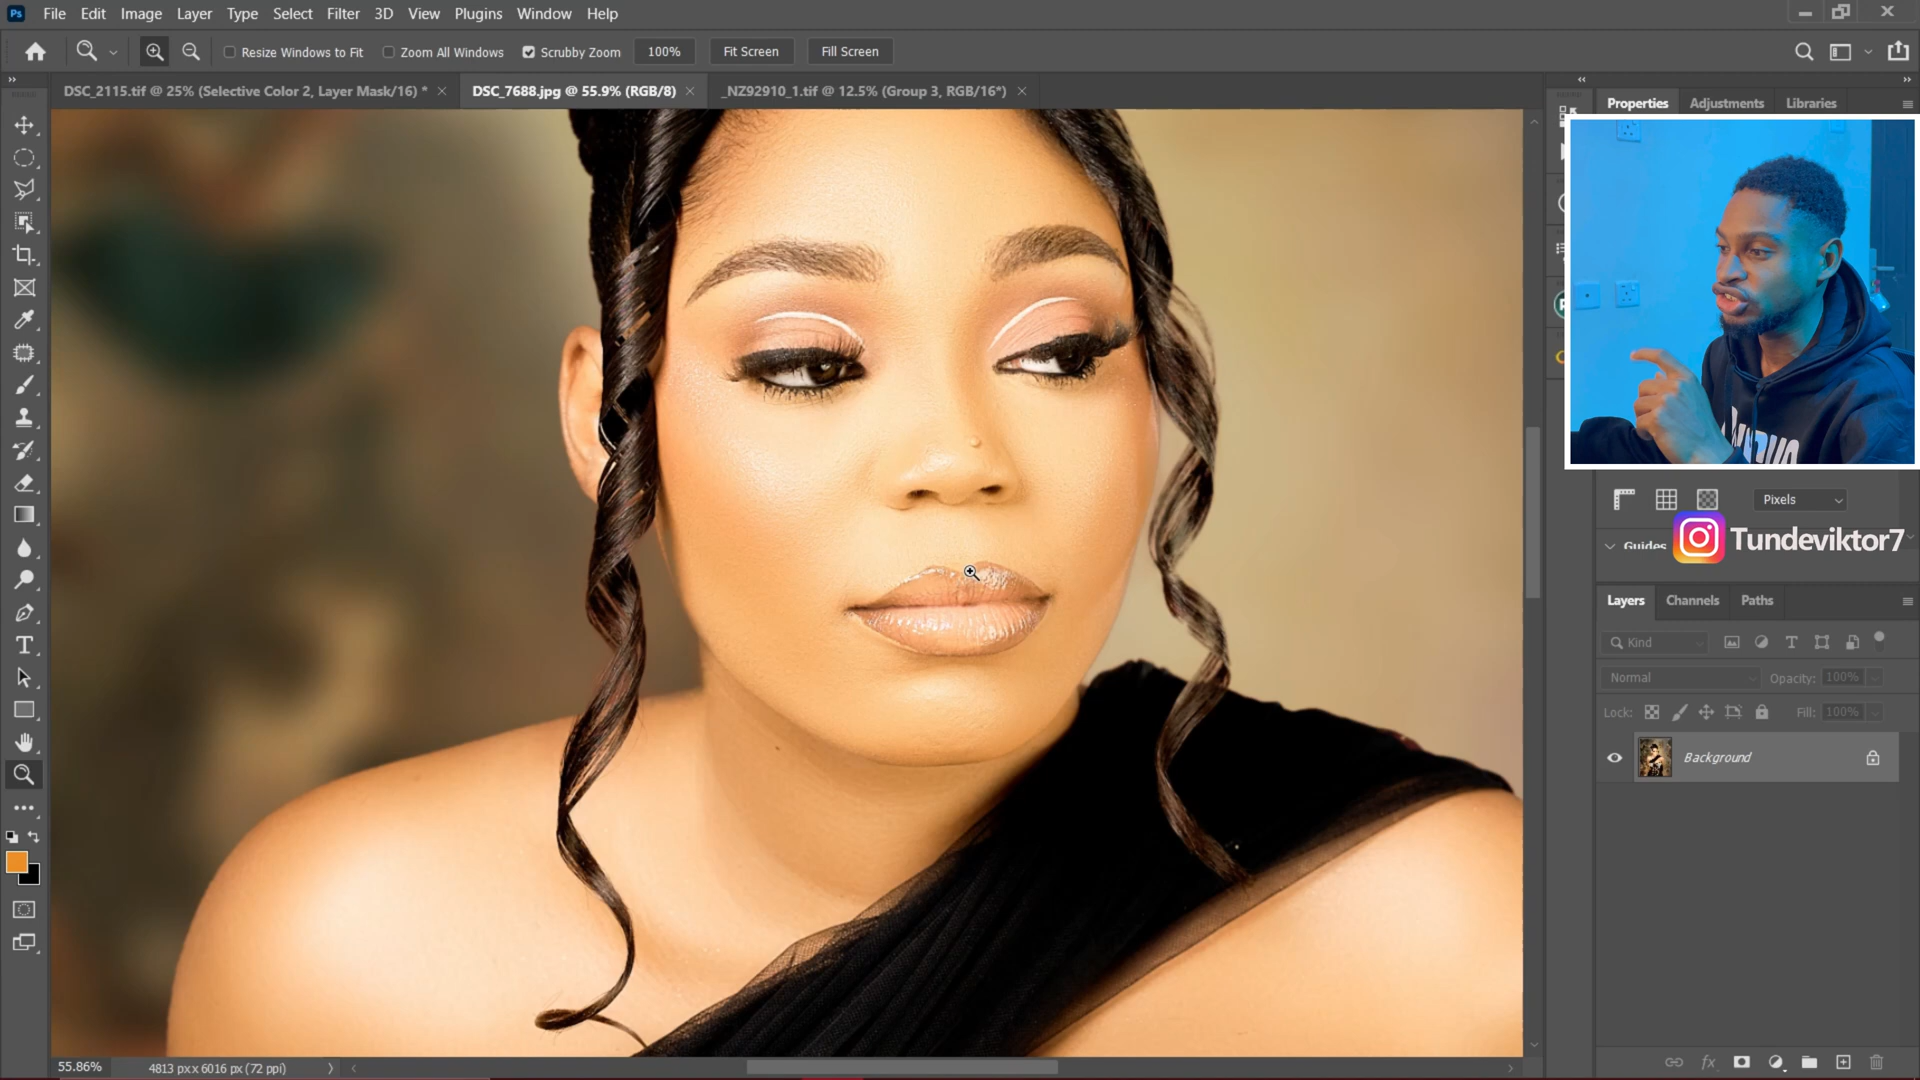 Ps File Edit Image Layer Type Select Filter 3D View Plugins Window Help
Resize Windows to Fit Zoom All Windows Scrubby Zoom 100% Fit Screen Fill Screen
DSC_2115.tif @ 25% (Selective Color 2, Layer Mask/16) * DSC_7688.jpg @ 55.9% (RGB/8) _NZ92910_1.tif @ 12.5% (Group 3, RGB/16*)
Properties Adjustments Libraries
Pixels
Guides
Tundeviktor7
Layers Channels Paths
Kind
Normal Opacity: 100%
Lock: Fill: 100%
Background
55.86% 4813 px x 6016 px (72 ppi)